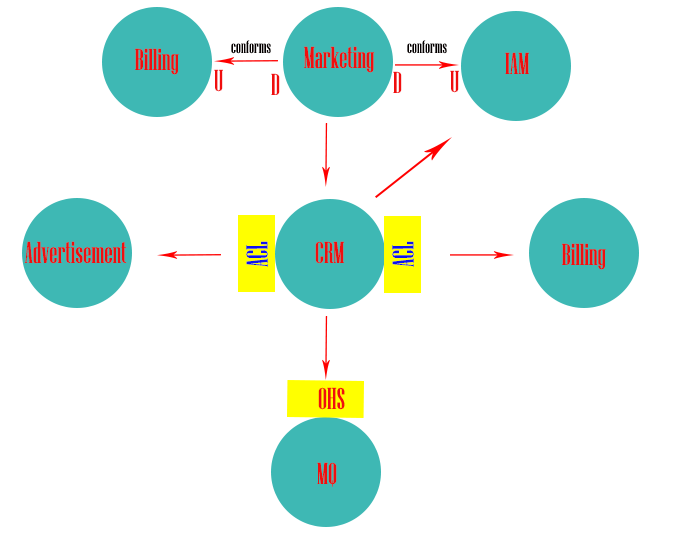 Billing
conforms
Marketing
conforms
IAM
U
D
D
U
Advertisement
ACL
CRM
ACL
Billing
OHS
MQ